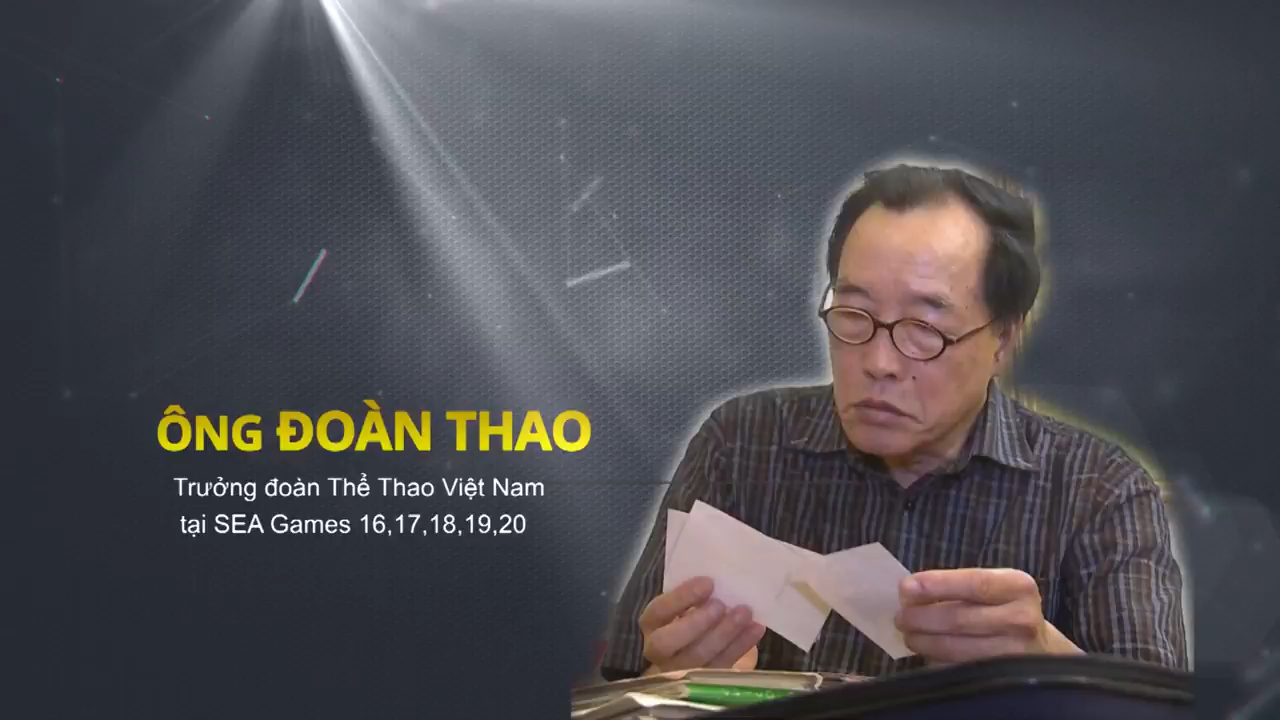 ÔNG ĐOÀN THAO
Trưởng đoàn Thể Thao Việt Nam
tại SEA Games 16,17,18,19,20